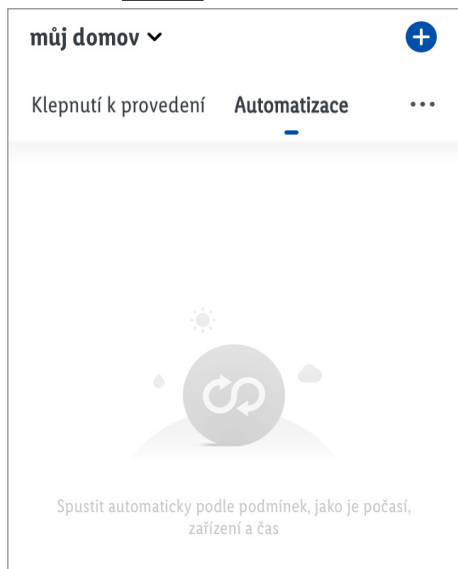 můj domov
Klepnutí k provedení Automatizace
Spustit automaticky podle podmínek, jako je počasí,
zařízení a čas